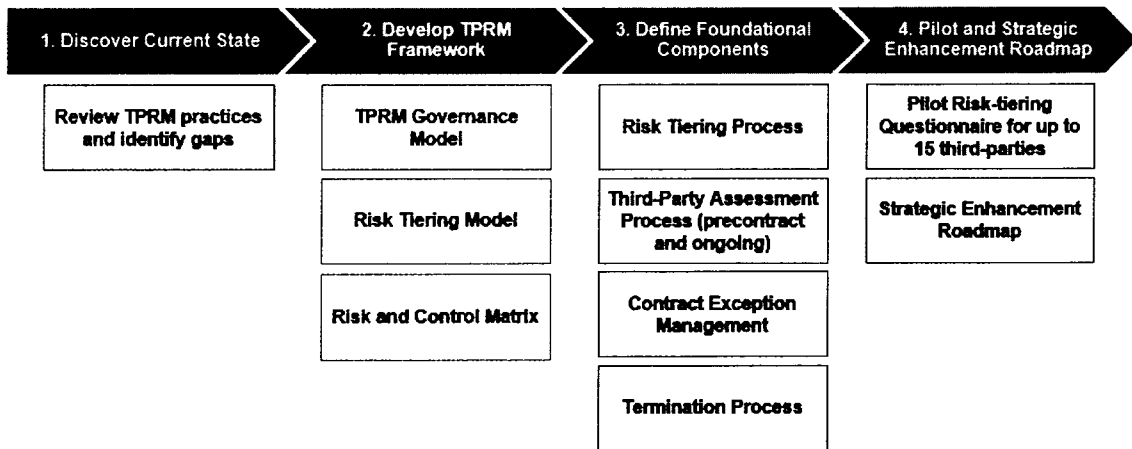 1. Discover Current State
2. Develop TPRM
Framework
3. Define Foundational
Components
4. Pilot and Strategic
Enhancement Roadmap
Review TPRM practices
and identify gaps
TPRM Governance
Model
Risk Tiering Model
Risk and Control Matrix
Risk Tiering Process
Third-Party Assessment
Process (precontract
and ongoing)
Contract Exception
Management
Termination Process
Pilot Risk-tiering
Questionnaire for up to
15 third-parties
Strategic Enhancement
Roadmap